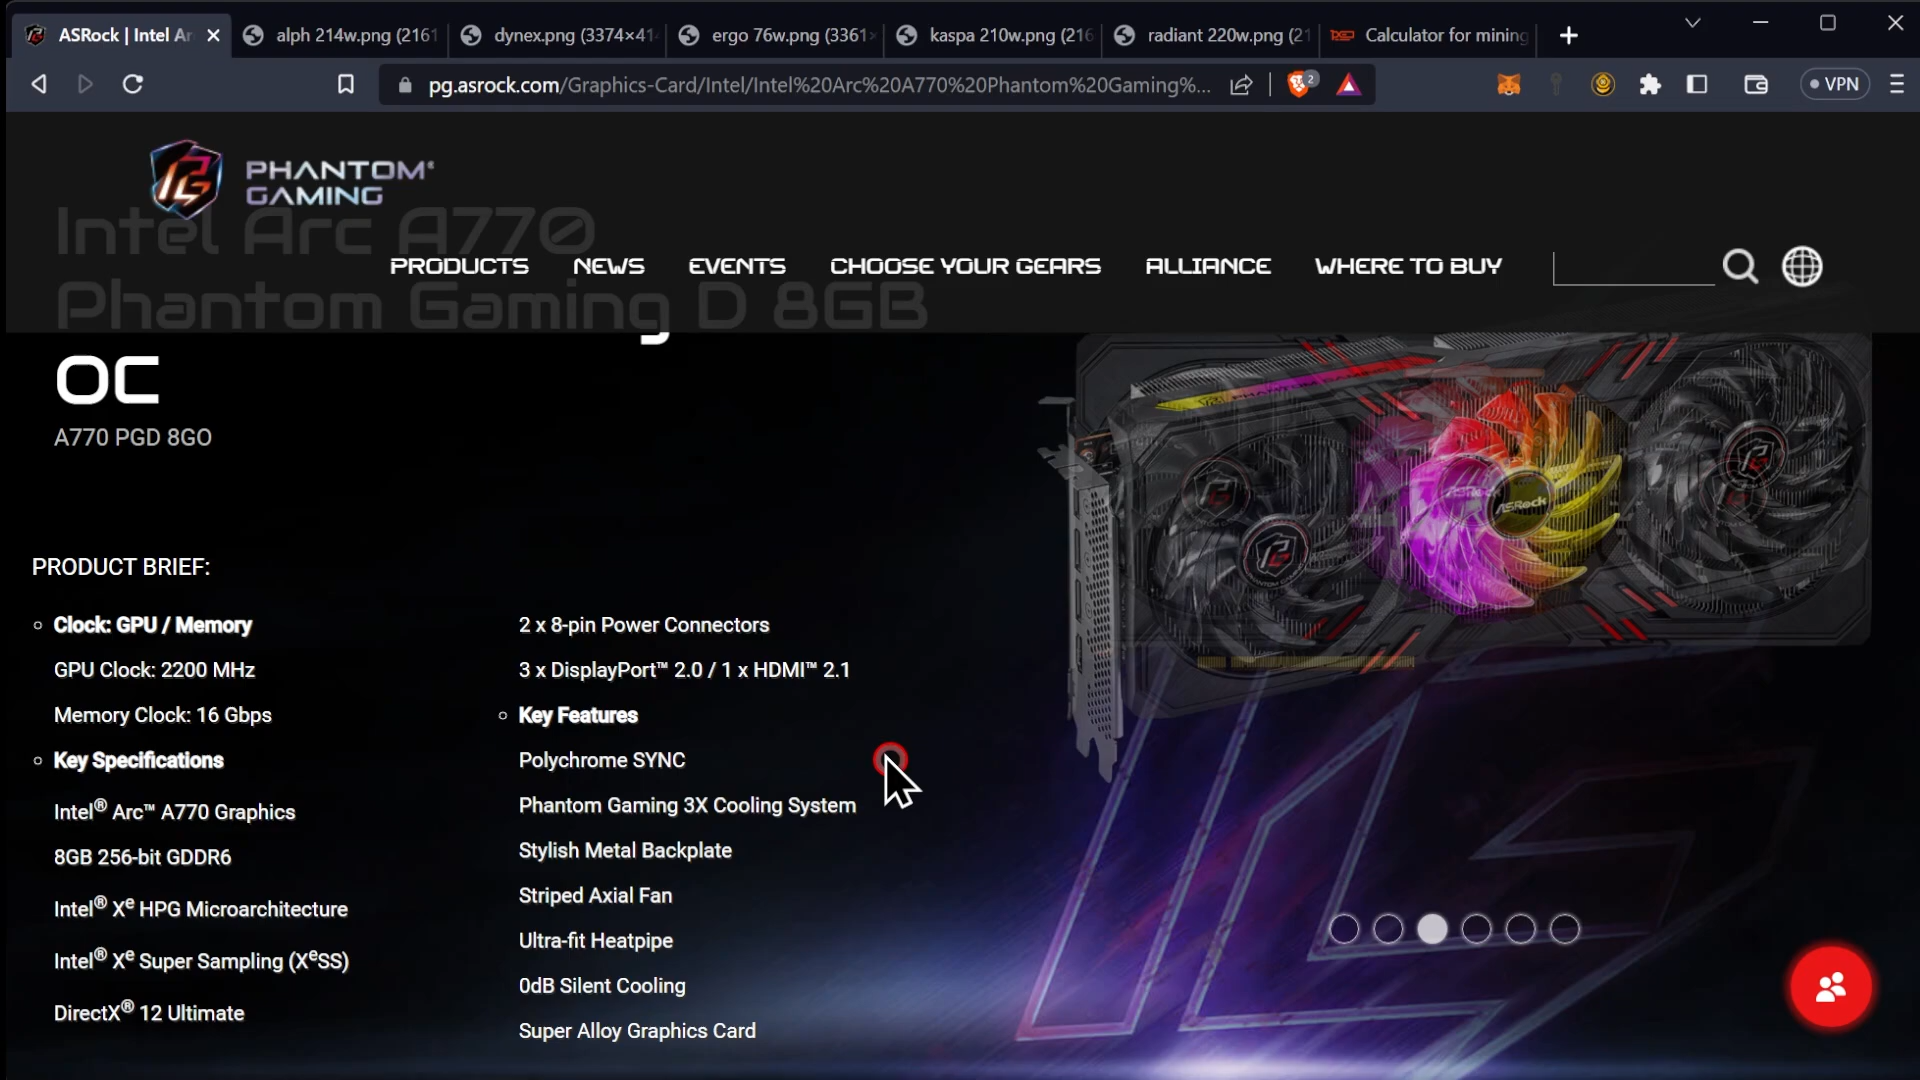 ASRock | Intel Ar
alph 214w.png (2161
dynex.png (3374×41
ergo 76w.png (3361×
kaspa 210w.png (216
radiant 220w.png (21
Calculator for mining
pg.asrock.com/Graphics-Card/Intel/Intel%20Arc%20A770%20Phantom%20Gaming%...
2
VPN
PHANTOM
GAMING
Intel Arc A770
PRODUCTS
NEWS
EVENTS
CHOOSE YOUR GEARS
ALLIANCE
WHERE TO BUY
Phantom Gaming D 8GB
OC
A770 PGD 8GO
PRODUCT BRIEF:
Clock: GPU / Memory
GPU Clock: 2200 MHz
Memory Clock: 16 Gbps
Key Specifications
Intel® Arc™ A770 Graphics
8GB 256-bit GDDR6
Intel® Xe HPG Microarchitecture
Intel® Xe Super Sampling (XeSS)
DirectX® 12 Ultimate
2 x 8-pin Power Connectors
3 x DisplayPort™ 2.0 / 1 x HDMI™ 2.1
Key Features
Polychrome SYNC
Phantom Gaming 3X Cooling System
Stylish Metal Backplate
Striped Axial Fan
Ultra-fit Heatpipe
0dB Silent Cooling
Super Alloy Graphics Card
ASRock
ASRock